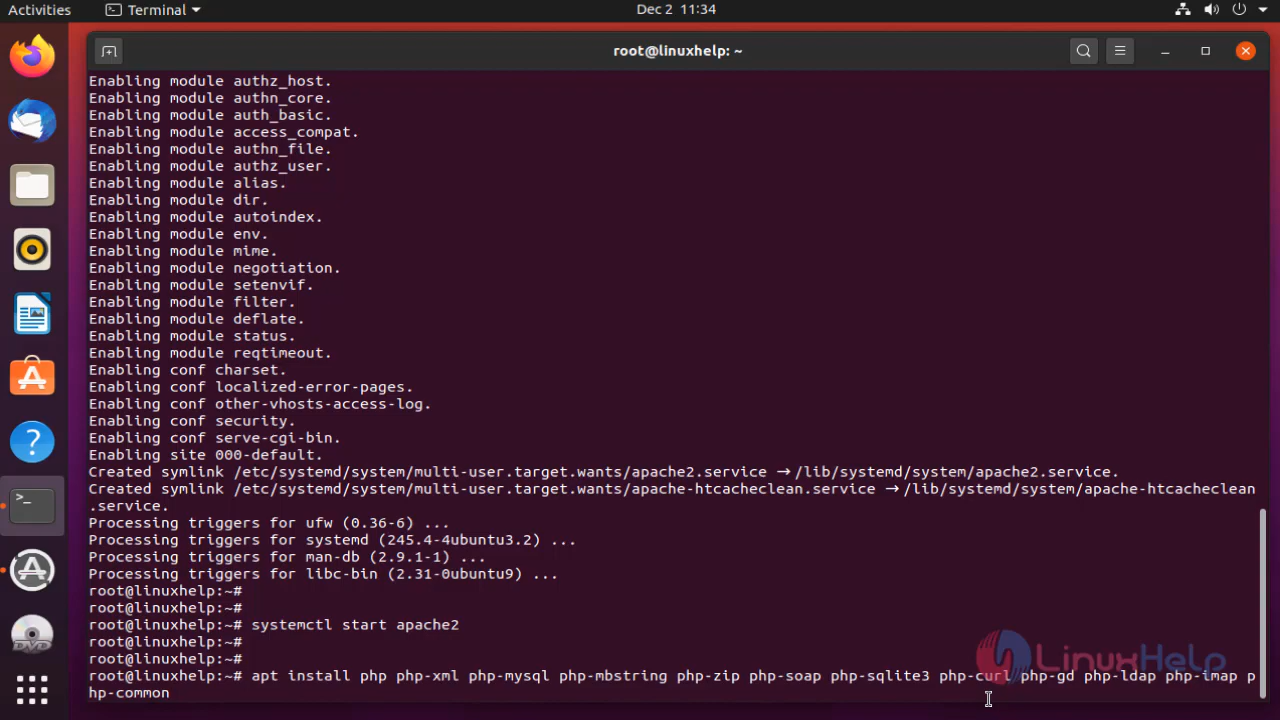 Activities Terminal Dec 2 11:34
root@linuxhelp: ~
Enabling module authz_host.
Enabling module authn_core.
Enabling module auth_basic.
Enabling module access_compat.
Enabling module authn_file.
Enabling module authz_user.
Enabling module alias.
Enabling module dir.
Enabling module autoindex.
Enabling module env.
Enabling module mime.
Enabling module negotiation.
Enabling module setenvif.
Enabling module filter.
Enabling module deflate.
Enabling module status.
Enabling module reqtimeout.
Enabling conf charset.
Enabling conf localized-error-pages.
Enabling conf other-vhosts-access-log.
Enabling conf security.
Enabling conf serve-cgi-bin.
Enabling site 000-default.
Created symlink /etc/systemd/system/multi-user.target.wants/apache2.service → /lib/systemd/system/apache2.service.
Created symlink /etc/systemd/system/multi-user.target.wants/apache-htcacheclean.service → /lib/systemd/system/apache-htcacheclean
.service.
Processing triggers for ufw (0.36-6) ...
Processing triggers for systemd (245.4-4ubuntu3.2) ...
Processing triggers for man-db (2.9.1-1) ...
Processing triggers for libc-bin (2.31-0ubuntu9) ...
root@linuxhelp:~#
root@linuxhelp:~#
root@linuxhelp:~# systemctl start apache2
root@linuxhelp:~#
root@linuxhelp:~#
root@linuxhelp:~# apt install php php-xml php-mysql php-mbstring php-zip php-soap php-sqlite3 php-curl php-gd php-ldap php-imap p
hp-common
LinuxHelp
DVD